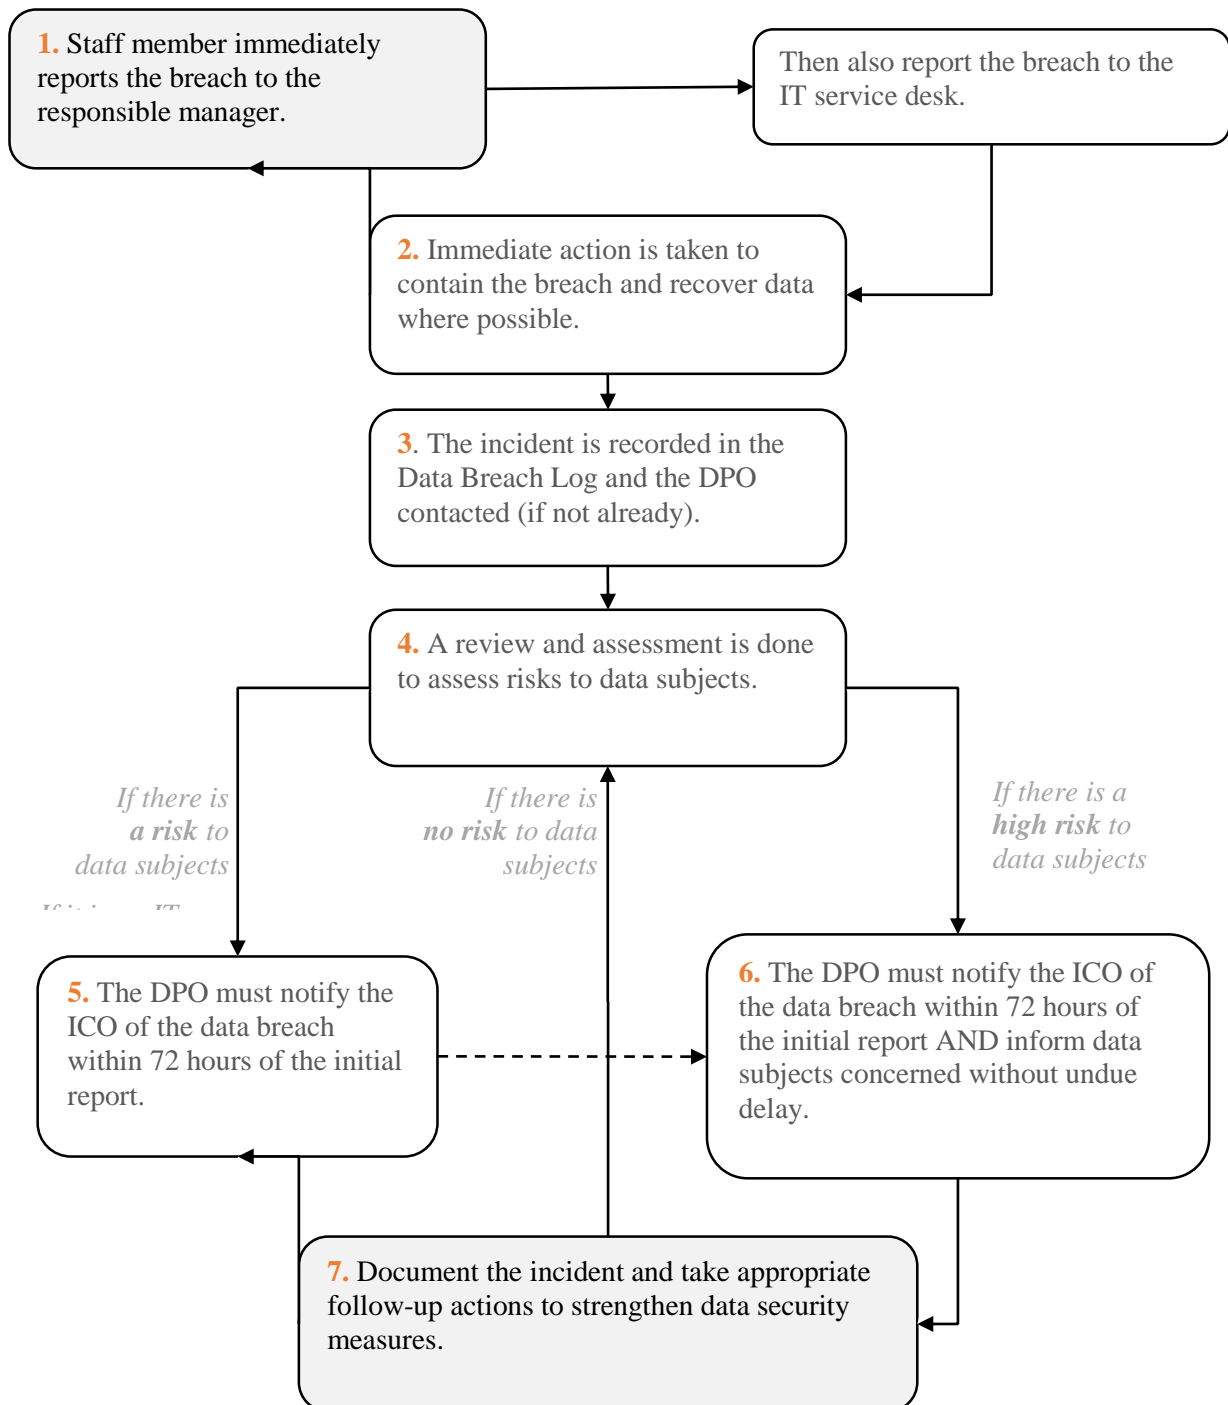 1. Staff member immediately
reports the breach to the
responsible manager.
Then also report the breach to the
IT service desk.
2. Immediate action is taken to
contain the breach and recover data
where possible.
3. The incident is recorded in the
Data Breach Log and the DPO
contacted (if not already).
4. A review and assessment is done
to assess risks to data subjects.
If there is
a risk to
data subjects
If there is
no risk to data
subjects
If there is a
high risk to
data subjects
5. The DPO must notify the
ICO of the data breach
within 72 hours of the initial
report.
6. The DPO must notify the ICO of
the data breach within 72 hours of
the initial report AND inform data
subjects concerned without undue
delay.
7. Document the incident and take appropriate
follow-up actions to strengthen data security
measures.